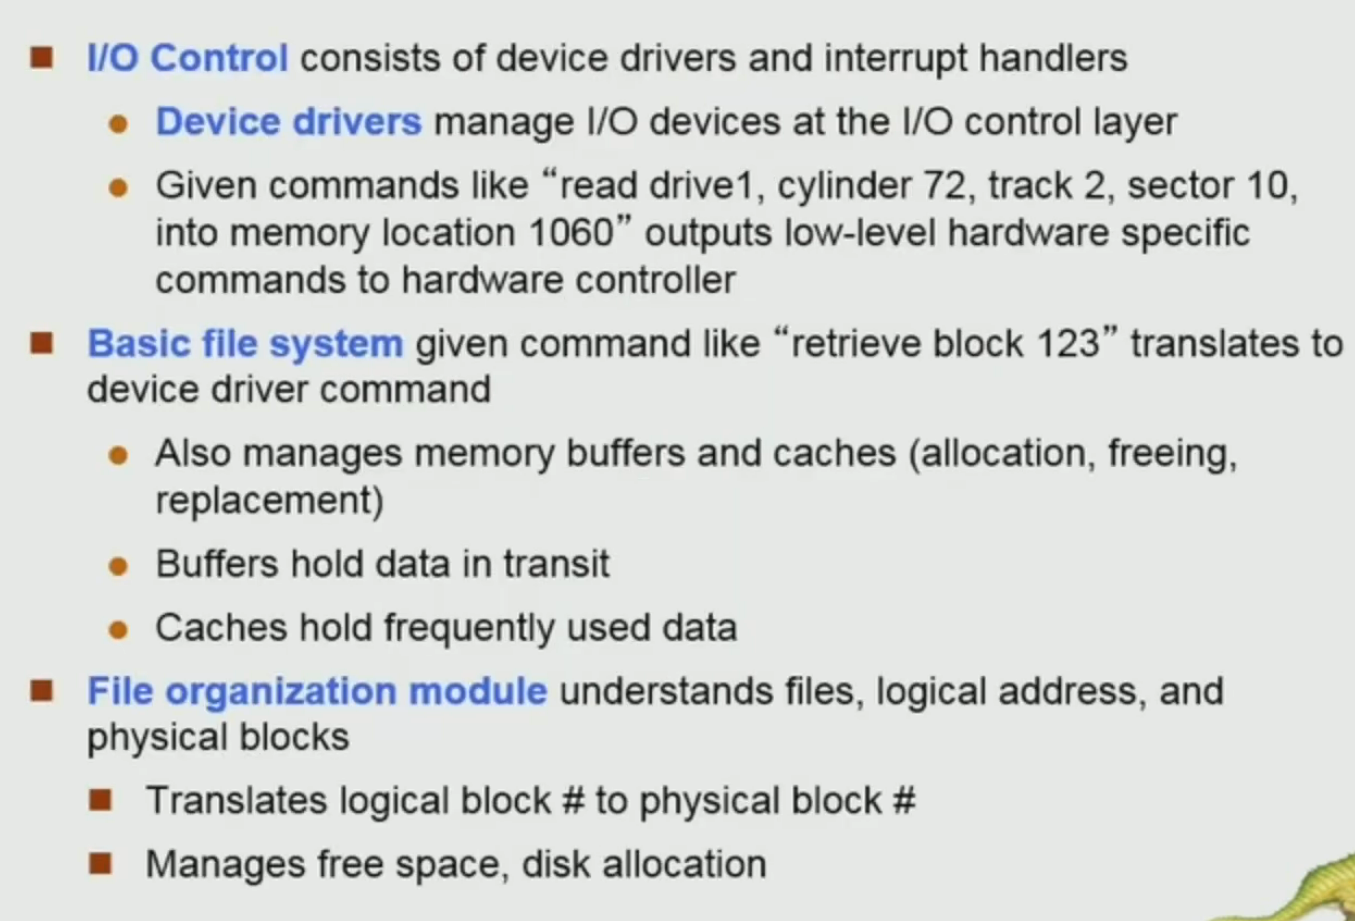 I/O Control consists of device drivers and interrupt handlers
Device drivers manage I/O devices at the I/O control layer
Given commands like “read drive1, cylinder 72, track 2, sector 10,
into memory location 1060” outputs low-level hardware specific
commands to hardware controller
Basic file system given command like “retrieve block 123” translates to
device driver command
Also manages memory buffers and caches (allocation, freeing,
replacement)
Buffers hold data in transit
Caches hold frequently used data
File organization module understands files, logical address, and
physical blocks
Translates logical block # to physical block #
Manages free space, disk allocation